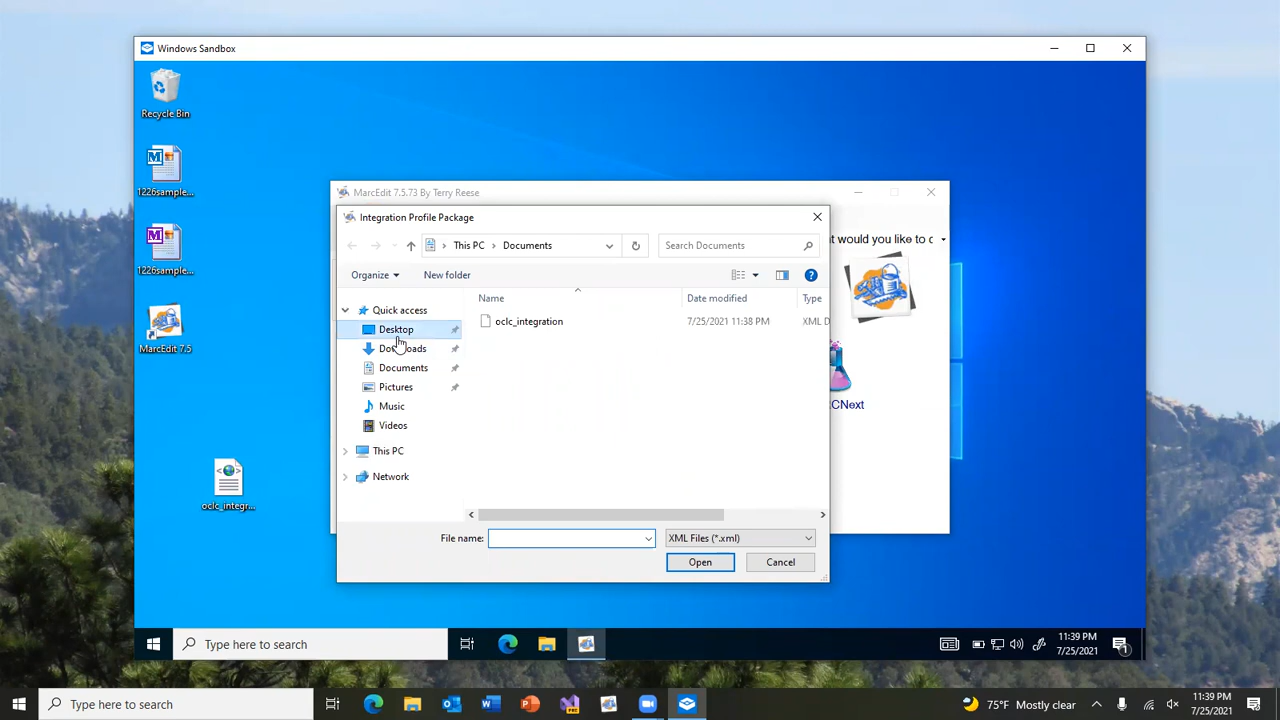 Windows Sandbox
Recycle Bin
1226sample...
1226sample...
MarcEdit 7.5
oclc_integr...
MarcEdit 7.5.73 By Terry Reese
Integration Profile Package
This PC > Documents
Search Documents
Organize
New folder
Quick access
Desktop
Downloads
Documents
Pictures
Music
Videos
This PC
Network
Name
Date modified
Type
oclc_integration
7/25/2021 11:38 PM
XML D
File name:
XML Files (*.xml)
Open
Cancel
at would you like to c
CNext
Type here to search
11:39 PM
7/25/2021
1
Type here to search
75°F Mostly clear
11:39 PM
7/25/2021